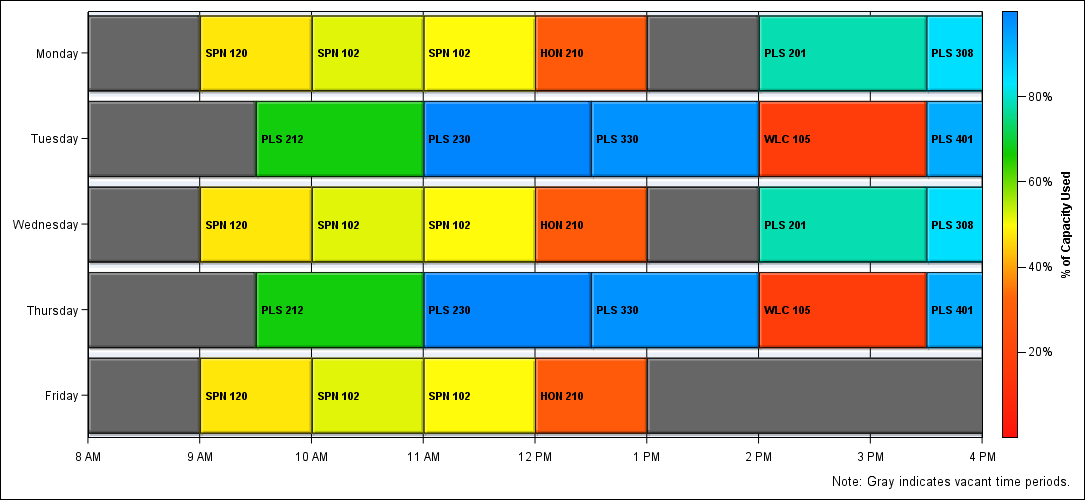 Monday
SPN 120
SPN 102
SPN 102
HON 210
PLS 201
PLS 308
Tuesday
PLS 212
PLS 230
PLS 330
WLC 105
PLS 401
Wednesday
SPN 120
SPN 102
SPN 102
HON 210
PLS 201
PLS 308
Thursday
PLS 212
PLS 230
PLS 330
WLC 105
PLS 401
Friday
SPN 120
SPN 102
SPN 102
HON 210
8 AM
9 AM
10 AM
11 AM
12 PM
1 PM
2 PM
3 PM
4 PM
80%
60%
40%
20%
% of Capacity Used
Note: Gray indicates vacant time periods.